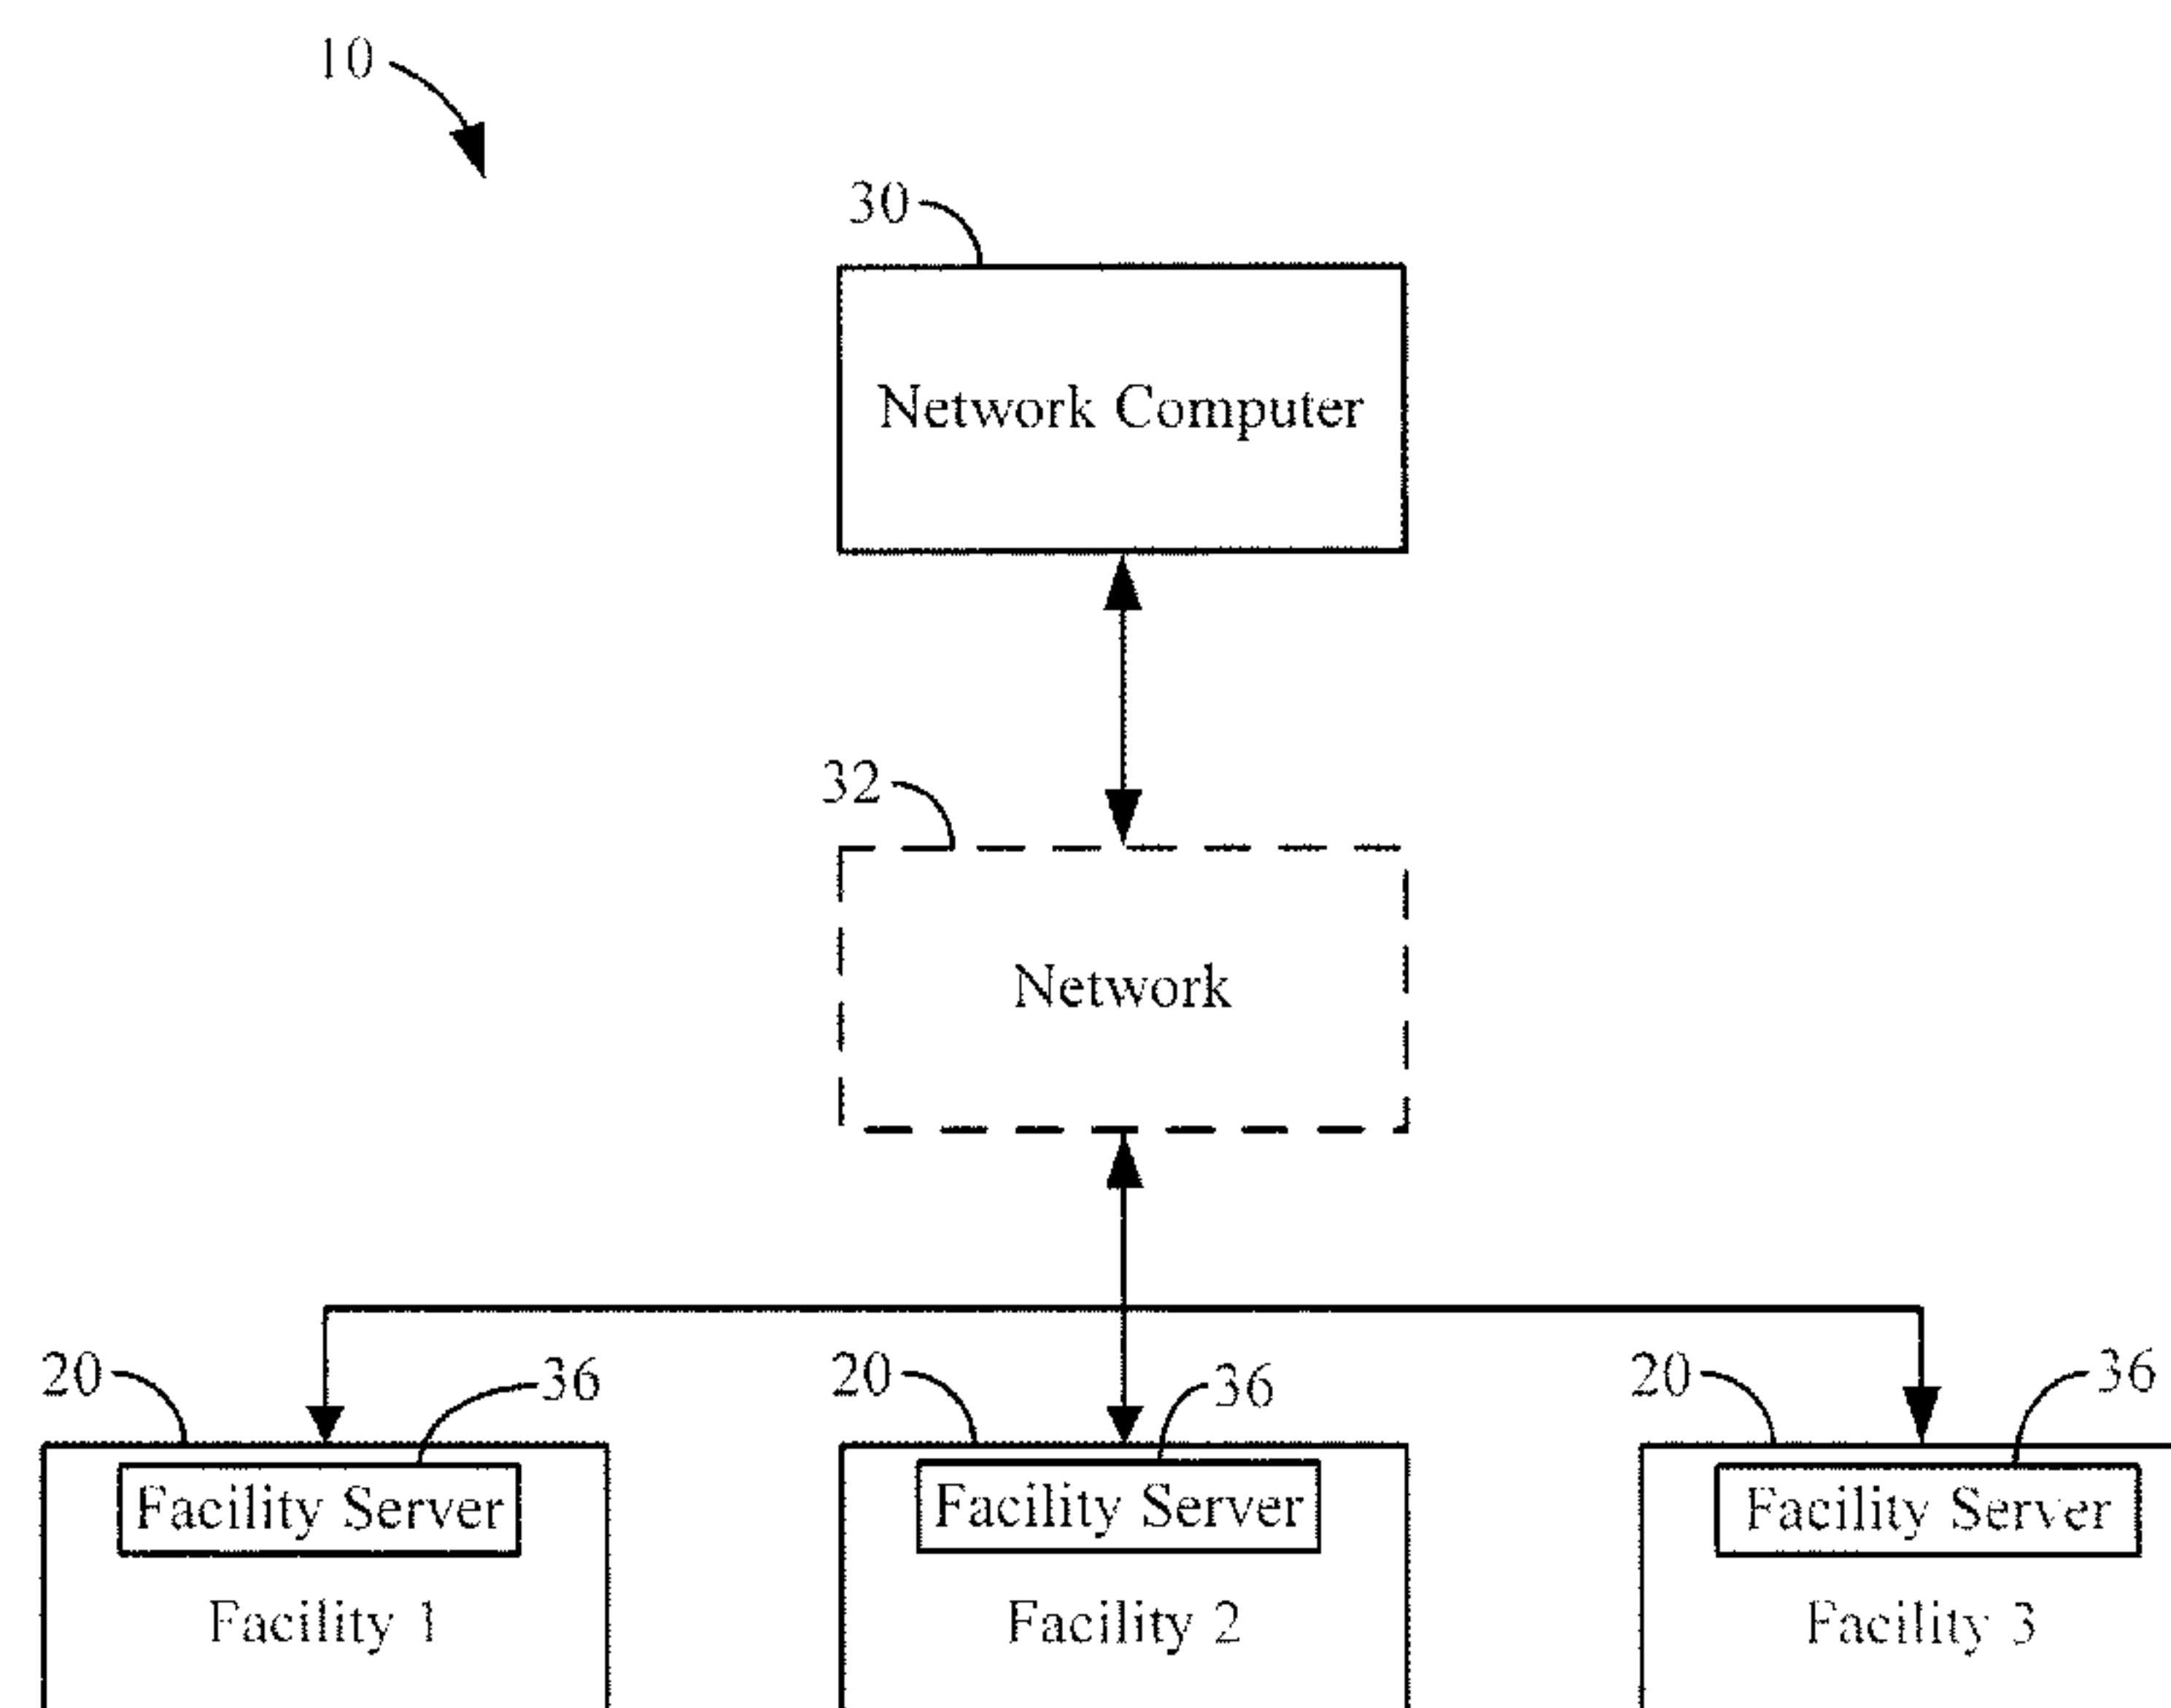 10
30
Network Computer
32
Network
20
36
20
36
20
36
Facility Server
Facility Server
Facility Server
Facility 1
Facility 2
Facility 3